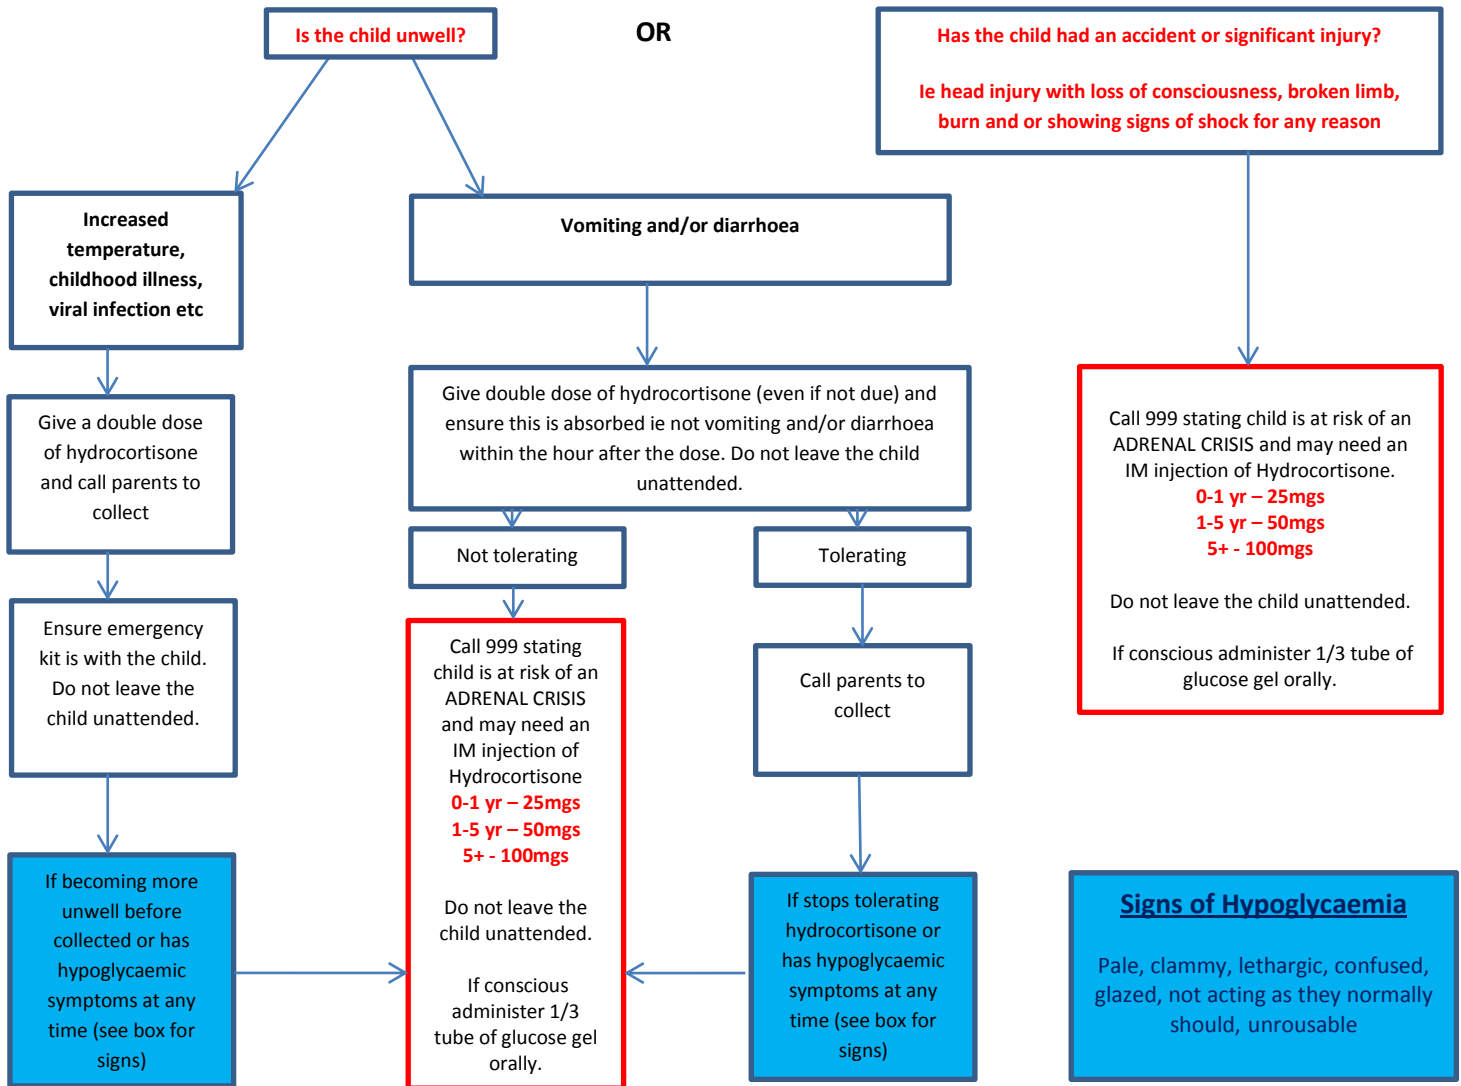 Is the child unwell?
OR
Has the child had an accident or significant injury?
Ie head injury with loss of consciousness, broken limb,
burn and or showing signs of shock for any reason
Increased
temperature,
childhood illness,
viral infection etc
Vomiting and/or diarrhoea
Give a double dose
of hydrocortisone
and call parents to
collect
Give double dose of hydrocortisone (even if not due) and
ensure this is absorbed ie not vomiting and/or diarrhoea
within the hour after the dose. Do not leave the child
unattended.
Call 999 stating child is at risk of an
ADRENAL CRISIS and may need an
IM injection of Hydrocortisone.
0-1 yr – 25mgs
1-5 yr – 50mgs
5+ - 100mgs
Do not leave the child unattended.
If conscious administer 1/3 tube of
glucose gel orally.
Not tolerating
Tolerating
Ensure emergency
kit is with the child.
Do not leave the
child unattended.
Call 999 stating
child is at risk of an
ADRENAL CRISIS
and may need an
IM injection of
Hydrocortisone
0-1 yr – 25mgs
1-5 yr – 50mgs
5+ - 100mgs
Do not leave the
child unattended.
If conscious
administer 1/3
tube of glucose gel
orally.
Call parents to
collect
If becoming more
unwell before
collected or has
hypoglycaemic
symptoms at any
time (see box for
signs)
If stops tolerating
hydrocortisone or
has hypoglycaemic
symptoms at any
time (see box for
signs)
Signs of Hypoglycaemia
Pale, clammy, lethargic, confused,
glazed, not acting as they normally
should, unrousable